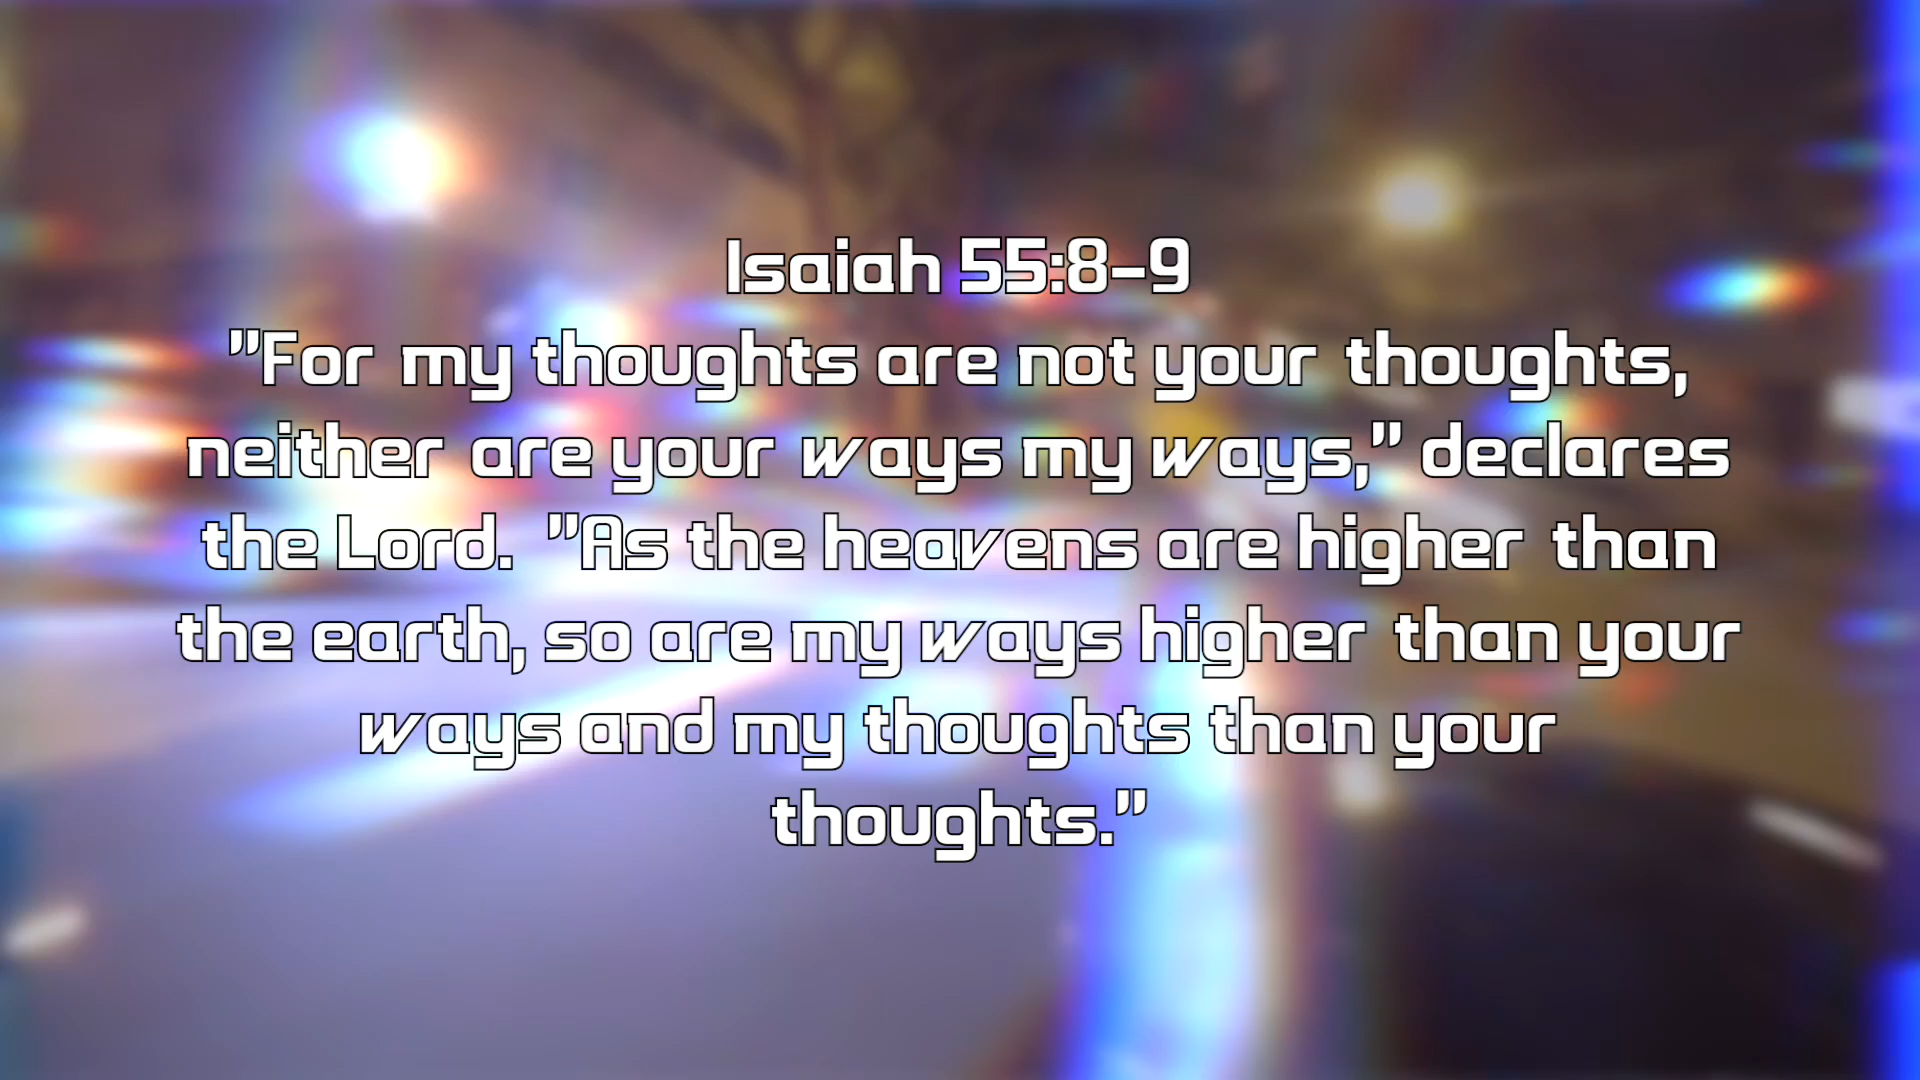 Isaiah 55:8-9
"For my thoughts are not your thoughts,
neither are your ways my ways," declares
the Lord. "As the heavens are higher than
the earth, so are my ways higher than your
ways and my thoughts than your
thoughts."